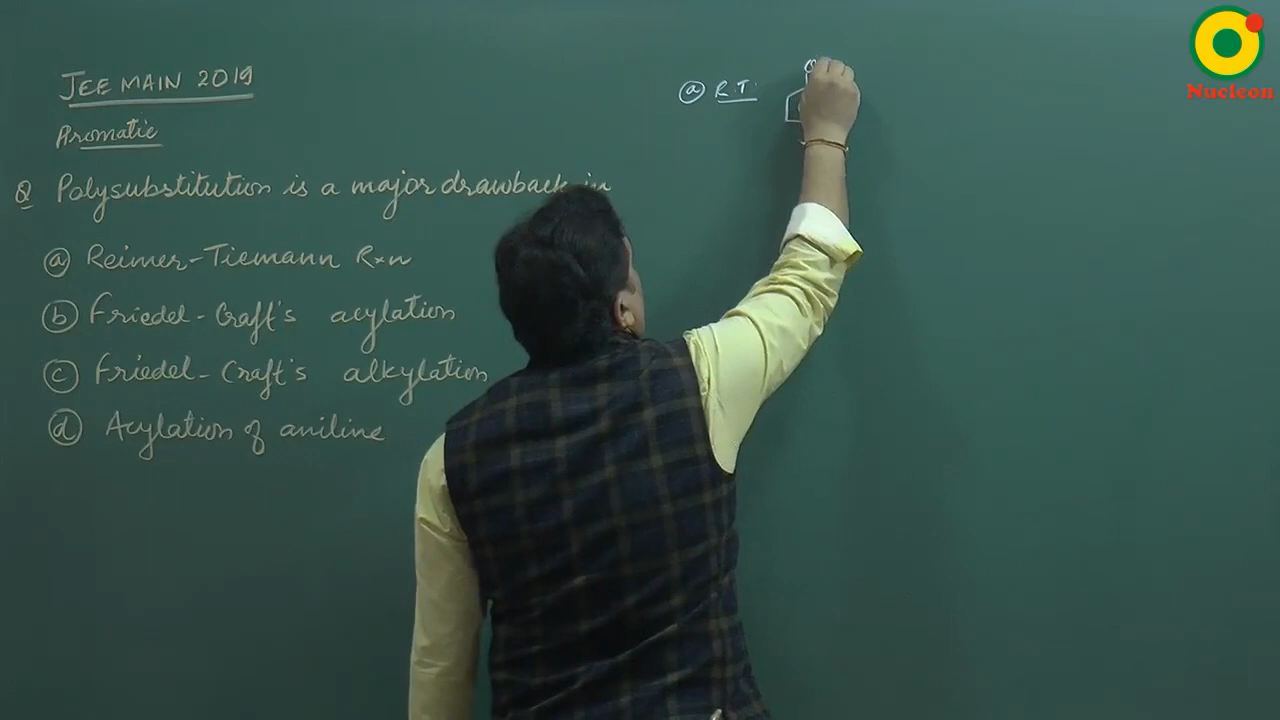 JEE MAIN 2019
Aromatic
Q Polysubstitution is a major drawback in
(a) Reimer-Tiemann Rxn
(b) Friedel-Craft's acylation
(c) Friedel-Craft's alkylation
(d) Acylation of aniline
(a) R.T.
O
Nucleon